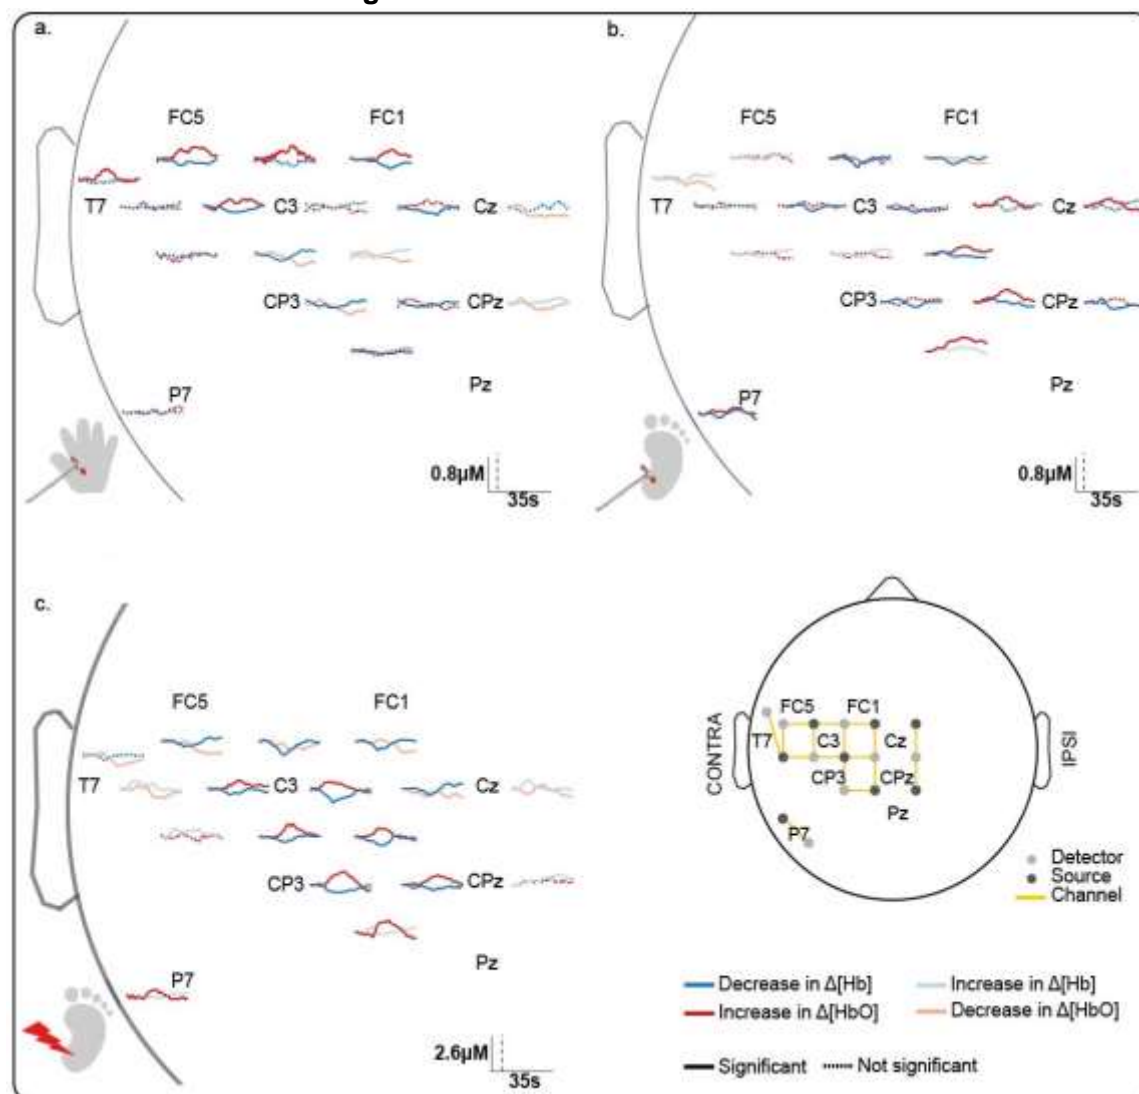 a.
FC5 FC1
T7 C3 Cz
CP3 CPz
Pz
P7
0.8µM
35s
b.
FC5 FC1
T7 C3 Cz
CP3 CPz
Pz
P7
0.8µM
35s
c.
FC5 FC1
T7 C3 Cz
CP3 CPz
Pz
P7
2.6µM
35s
CONTRA
IPSI
FC5 FC1
T7 C3 Cz
CP3 CPz
Pz
P7
Detector
Source
Channel
Decrease in Δ[Hb] Increase in Δ[Hb]
Increase in Δ[HbO] Decrease in Δ[HbO]
Significant Not significant